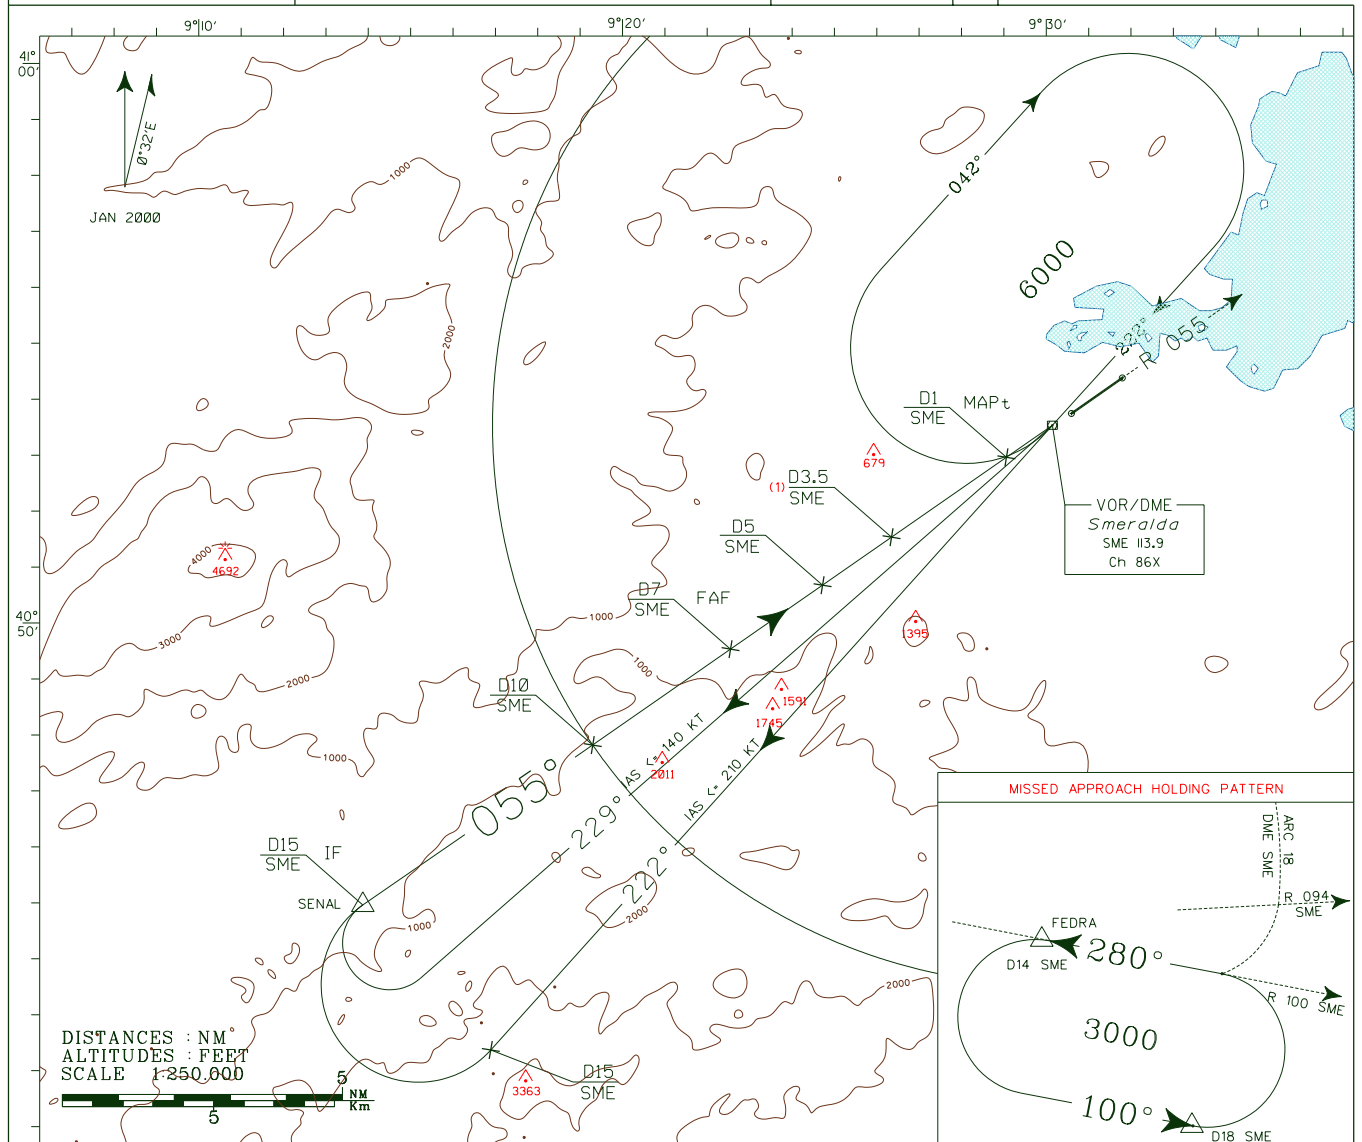 9°10'
9°20'
9°30'
41°
00'
0°32'E
JAN 2000
1000
042°
6000
2000
222°
R 055
D1
SME
MAPt
679
(1)
D3.5
SME
VOR/DME
Smeralda
SME 113.9
Ch 86X
D5
SME
4000
4692
D7
SME
FAF
1000
1395
40°
50'
3000
1000
2000
D10
SME
1591
1745
1000
IAS <= 140 KT
2011
IAS <= 210 KT
055°
229°
D15
SME
IF
222°
SENAL
2000
1000
2000
DISTANCES : NM
ALTITUDES : FEET
SCALE 1:250.000
5
NM
Km
5
D15
SME
3363
MISSED APPROACH HOLDING PATTERN
ARC 18
DME SME
R 094
SME
FEDRA
280°
D14 SME
R 100 SME
3000
100°
D18 SME